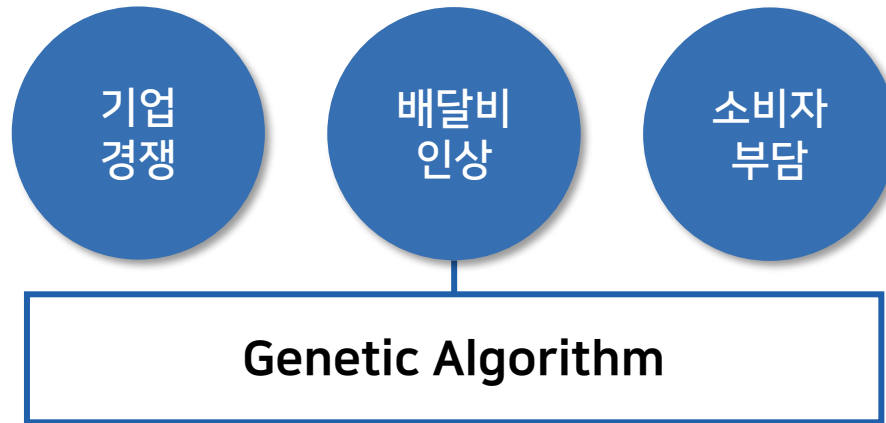 기업
경쟁
배달비
인상
소비자
부담
Genetic Algorithm